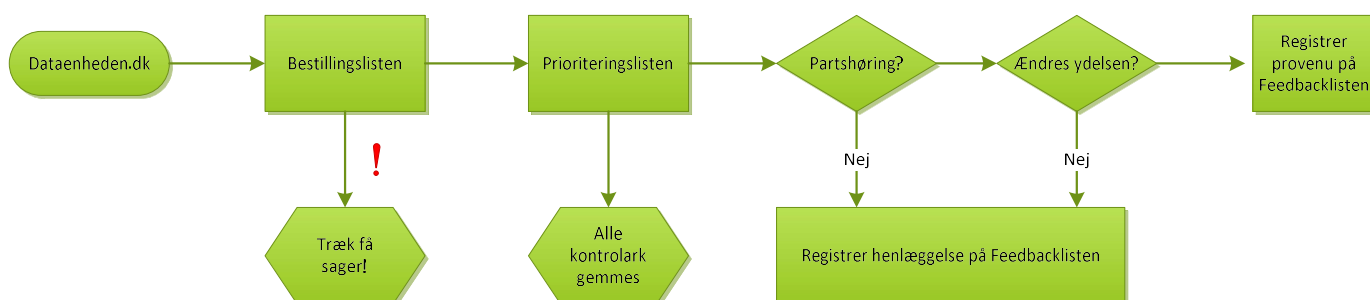 Dataenheden.dk
Bestillingslisten
Prioriteringslisten
Partshøring?
Ændres ydelsen?
Registrer
provenu på
Feedbacklisten
!
Nej
Nej
Træk få
sager!
Alle
kontrolark
gemmes
Registrer henlæggelse på Feedbacklisten